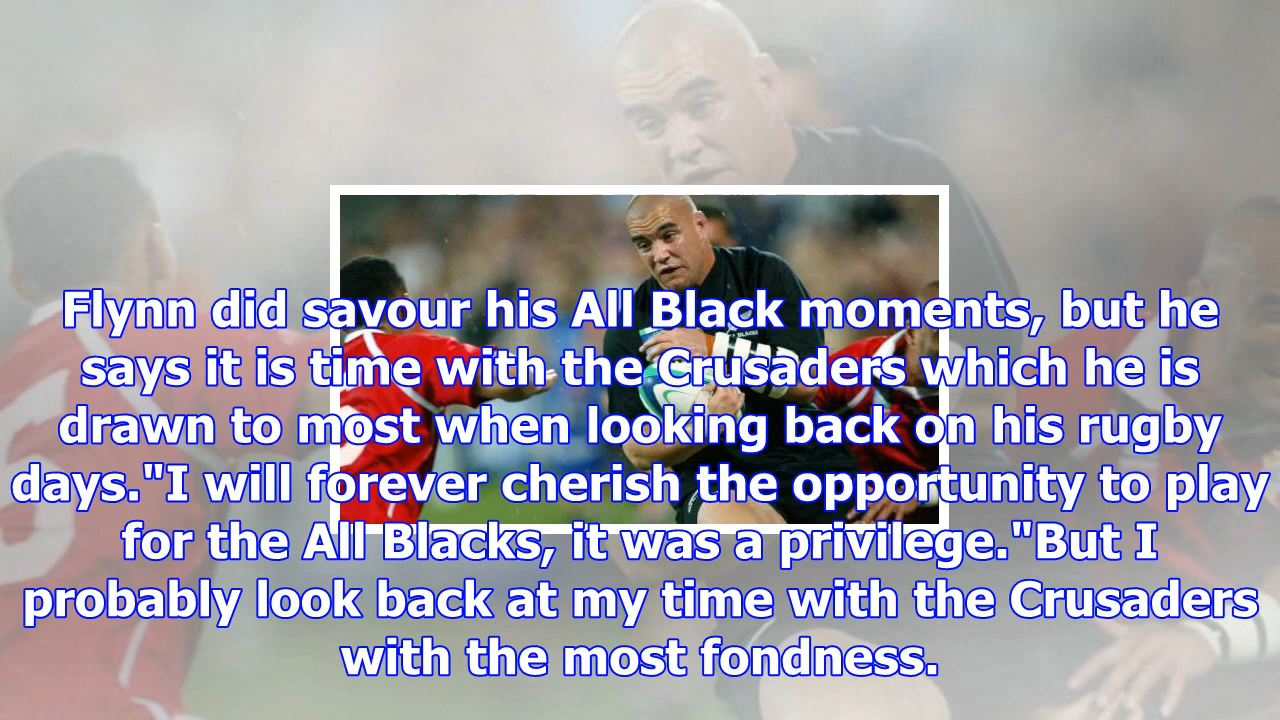 Flynn did savour his All Black moments, but he
says it is time with the Crusaders which he is
drawn to most when looking back on his rugby
days."I will forever cherish the opportunity to play
for the All Blacks, it was a privilege."But I
probably look back at my time with the Crusaders
with the most fondness.